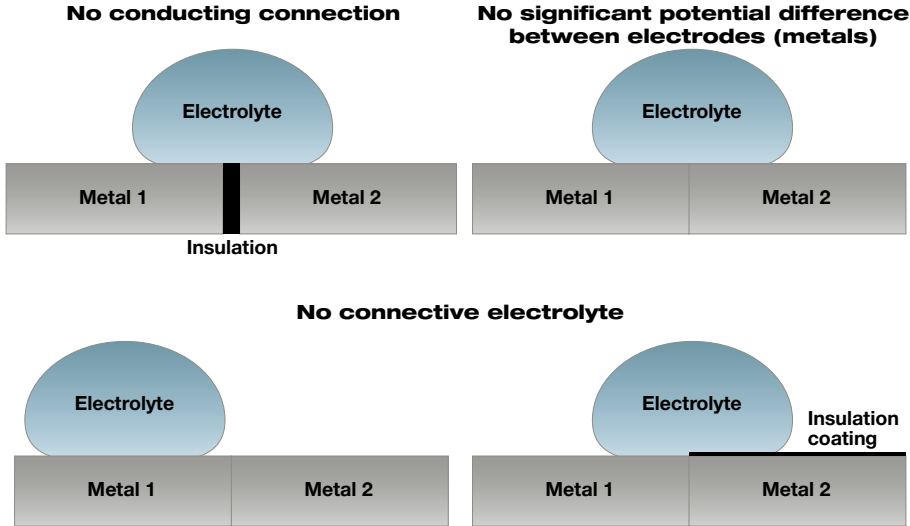 No conducting connection
No significant potential difference
between electrodes (metals)
Electrolyte
Metal 1
Metal 2
Insulation
Electrolyte
Metal 1
Metal 2
No connective electrolyte
Electrolyte
Metal 1
Metal 2
Electrolyte
Insulation
coating
Metal 1
Metal 2